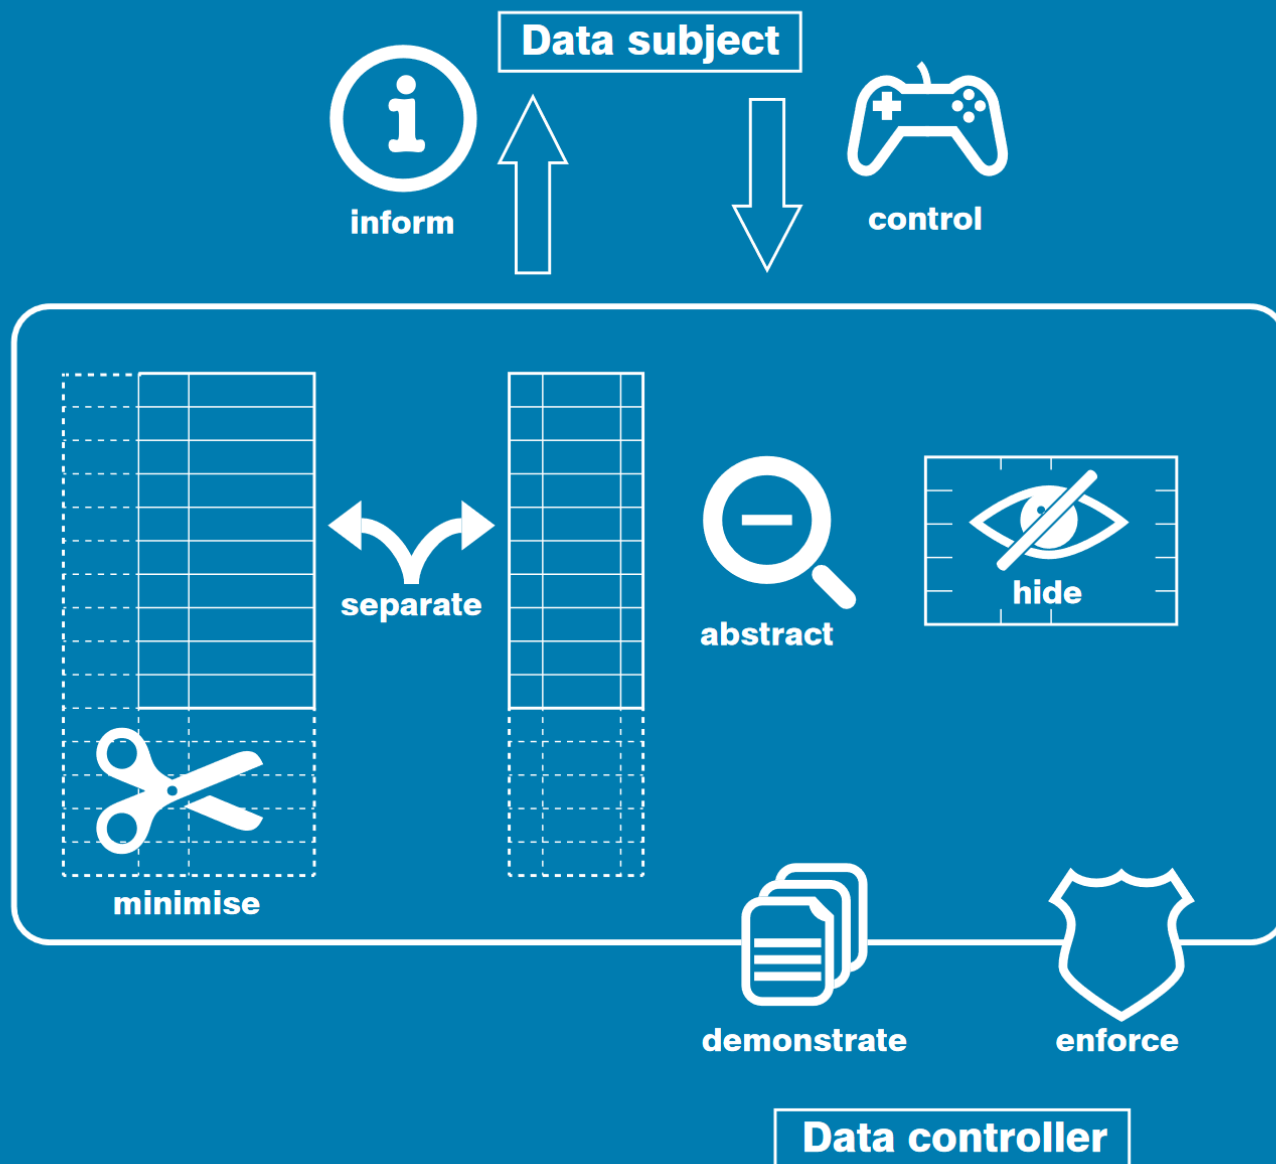 Data subject
inform
control
separate
hide
abstract
minimise
demonstrate
enforce
Data controller